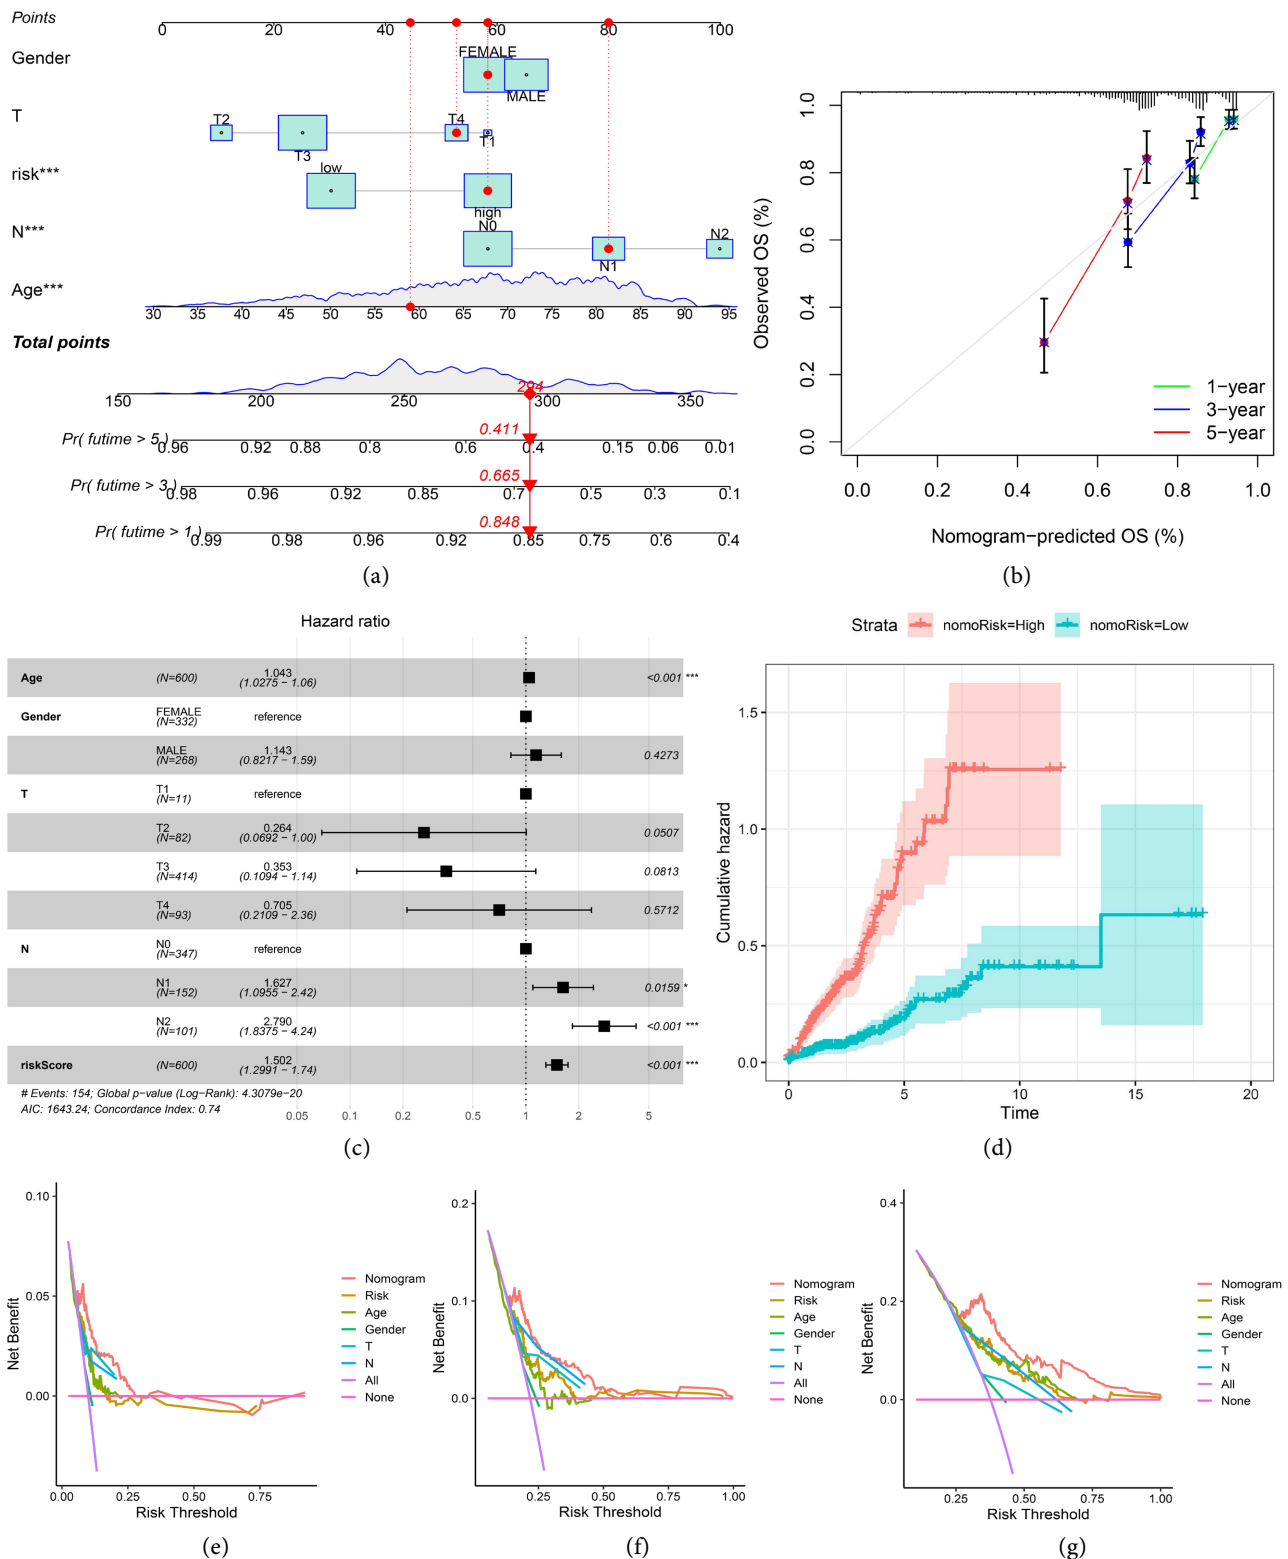 Points
0 20 40 60 80 100
Gender
FEMALE
MALE
T
T2 T4
T3 T1
risk***
low
high
N***
N0 N2
N1
Age***
30 35 40 45 50 55 60 65 70 75 80 85 90 95
Total points
294
150 200 250 300 350
Pr( futime > 5 )
0.411
0.96 0.92 0.88 0.8 0.6 0.4 0.15 0.06 0.01
Pr( futime > 3 )
0.665
0.98 0.96 0.92 0.85 0.7 0.5 0.3 0.1
Pr( futime > 1 )
0.848
0.99 0.98 0.96 0.92 0.85 0.75 0.6 0.4
(a)
Observed OS (%)
1.0
0.8
0.6
0.4
0.2
0.0
1−year
3−year
5−year
0.0 0.2 0.4 0.6 0.8 1.0
Nomogram−predicted OS (%)
(b)
Hazard ratio
Age (N=600) 1.043 (1.0275 − 1.06) <0.001 ***
Gender FEMALE (N=332) reference
MALE (N=268) 1.143 (0.8217 − 1.59) 0.4273
T T1 (N=11) reference
T2 (N=82) 0.264 (0.0692 − 1.00) 0.0507
T3 (N=414) 0.353 (0.1094 − 1.14) 0.0813
T4 (N=93) 0.705 (0.2109 − 2.36) 0.5712
N N0 (N=347) reference
N1 (N=152) 1.627 (1.0955 − 2.42) 0.0159 *
N2 (N=101) 2.790 (1.8375 − 4.24) <0.001 ***
riskScore (N=600) 1.502 (1.2991 − 1.74) <0.001 ***
# Events: 154; Global p−value (Log−Rank): 4.3079e−20
AIC: 1643.24; Concordance Index: 0.74
0.05 0.1 0.2 0.5 1 2 5
(c)
Strata nomoRisk=High nomoRisk=Low
Cumulative hazard
1.5
1.0
0.5
0.0
0 5 10 15 20
Time
(d)
Net Benefit
0.10
0.05
0.00
0.00 0.25 0.50 0.75
Risk Threshold
Nomogram
Risk
Age
Gender
T
N
All
None
(e)
Net Benefit
0.2
0.1
0.0
0.25 0.50 0.75 1.00
Risk Threshold
Nomogram
Risk
Age
Gender
T
N
All
None
(f)
Net Benefit
0.4
0.2
0.0
0.25 0.50 0.75 1.00
Risk Threshold
Nomogram
Risk
Age
Gender
T
N
All
None
(g)